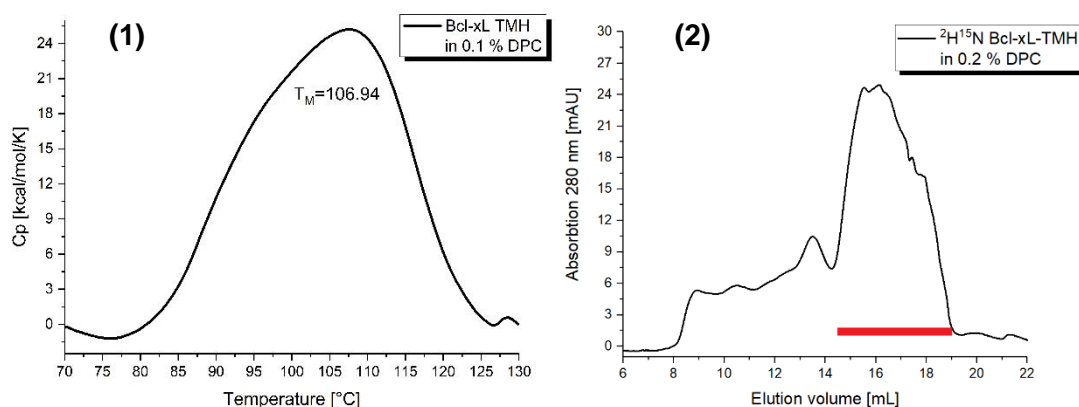 (1)
Bcl-xL TMH
in 0.1 % DPC
T_M=106.94
Cp [kcal/mol/K]
24
21
18
15
12
9
6
3
0
70 75 80 85 90 95 100 105 110 115 120 125 130
Temperature [°C]
(2)
²H¹⁵N Bcl-xL-TMH
in 0.2 % DPC
Absorbtion 280 nm [mAU]
30
27
24
21
18
15
12
9
6
3
0
6 8 10 12 14 16 18 20 22
Elution volume [mL]